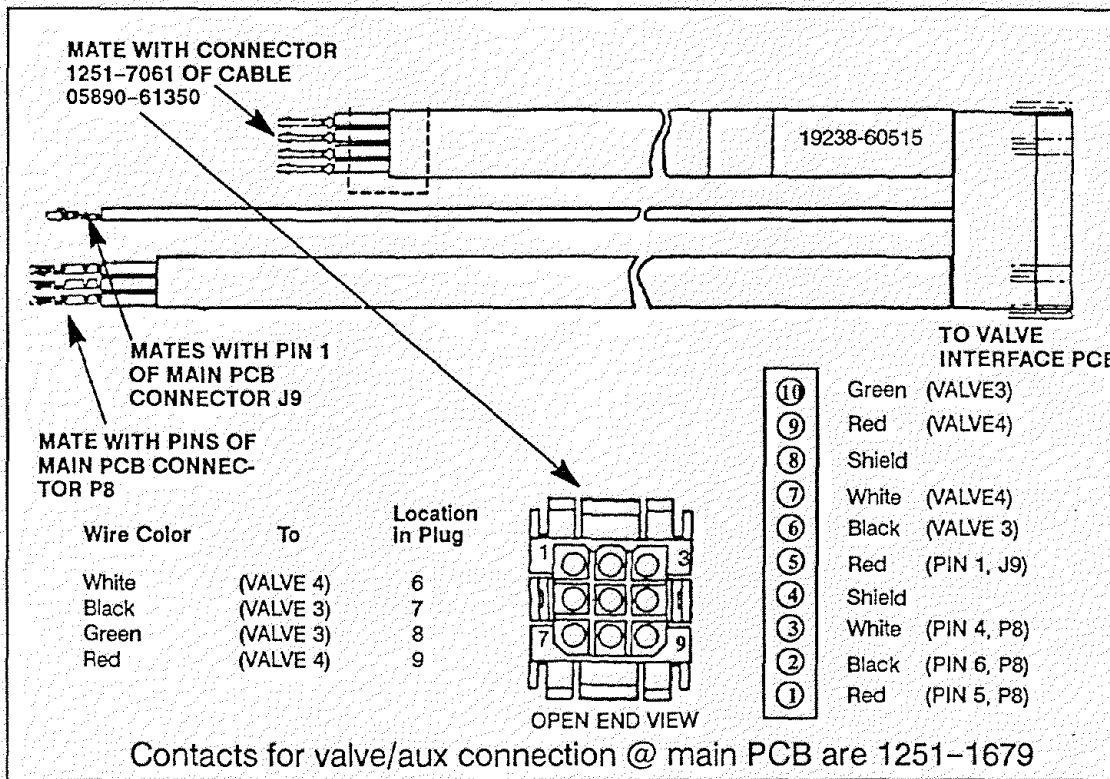 MATE WITH CONNECTOR
1251–7061 OF CABLE
05890-61350
19238-60515
MATES WITH PIN 1
OF MAIN PCB
CONNECTOR J9
MATE WITH PINS OF
MAIN PCB CONNEC-
TOR P8
TO VALVE
INTERFACE PCB
Wire Color To Location in Plug
White (VALVE 4) 6
Black (VALVE 3) 7
Green (VALVE 3) 8
Red (VALVE 4) 9
1 3
7 9
OPEN END VIEW
10 Green (VALVE3)
9 Red (VALVE4)
8 Shield
7 White (VALVE4)
6 Black (VALVE 3)
5 Red (PIN 1, J9)
4 Shield
3 White (PIN 4, P8)
2 Black (PIN 6, P8)
1 Red (PIN 5, P8)
Contacts for valve/aux connection @ main PCB are 1251–1679